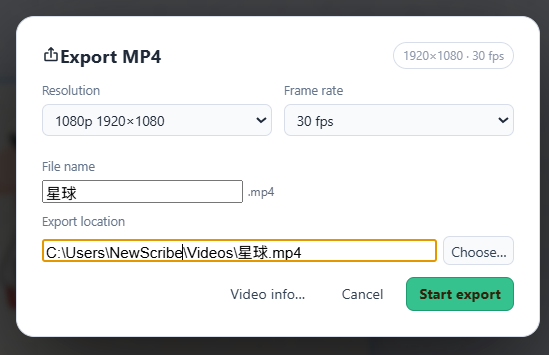 Export MP4
1920×1080 · 30 fps
Resolution
Frame rate
1080p 1920×1080
30 fps
File name
星球
.mp4
Export location
C:\Users\NewScribe\Videos\星球.mp4
Choose...
Video info...
Cancel
Start export